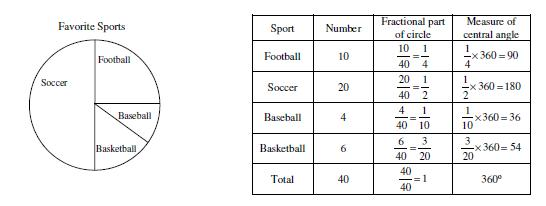 Favorite Sports
Football
Soccer
Baseball
Basketball
Sport Number Fractional part of circle Measure of central angle
Football 10 10/40 = 1/4 1/4 × 360 = 90
Soccer 20 20/40 = 1/2 1/2 × 360 = 180
Baseball 4 4/40 = 1/10 1/10 × 360 = 36
Basketball 6 6/40 = 3/20 3/20 × 360 = 54
Total 40 40/40 = 1 360°